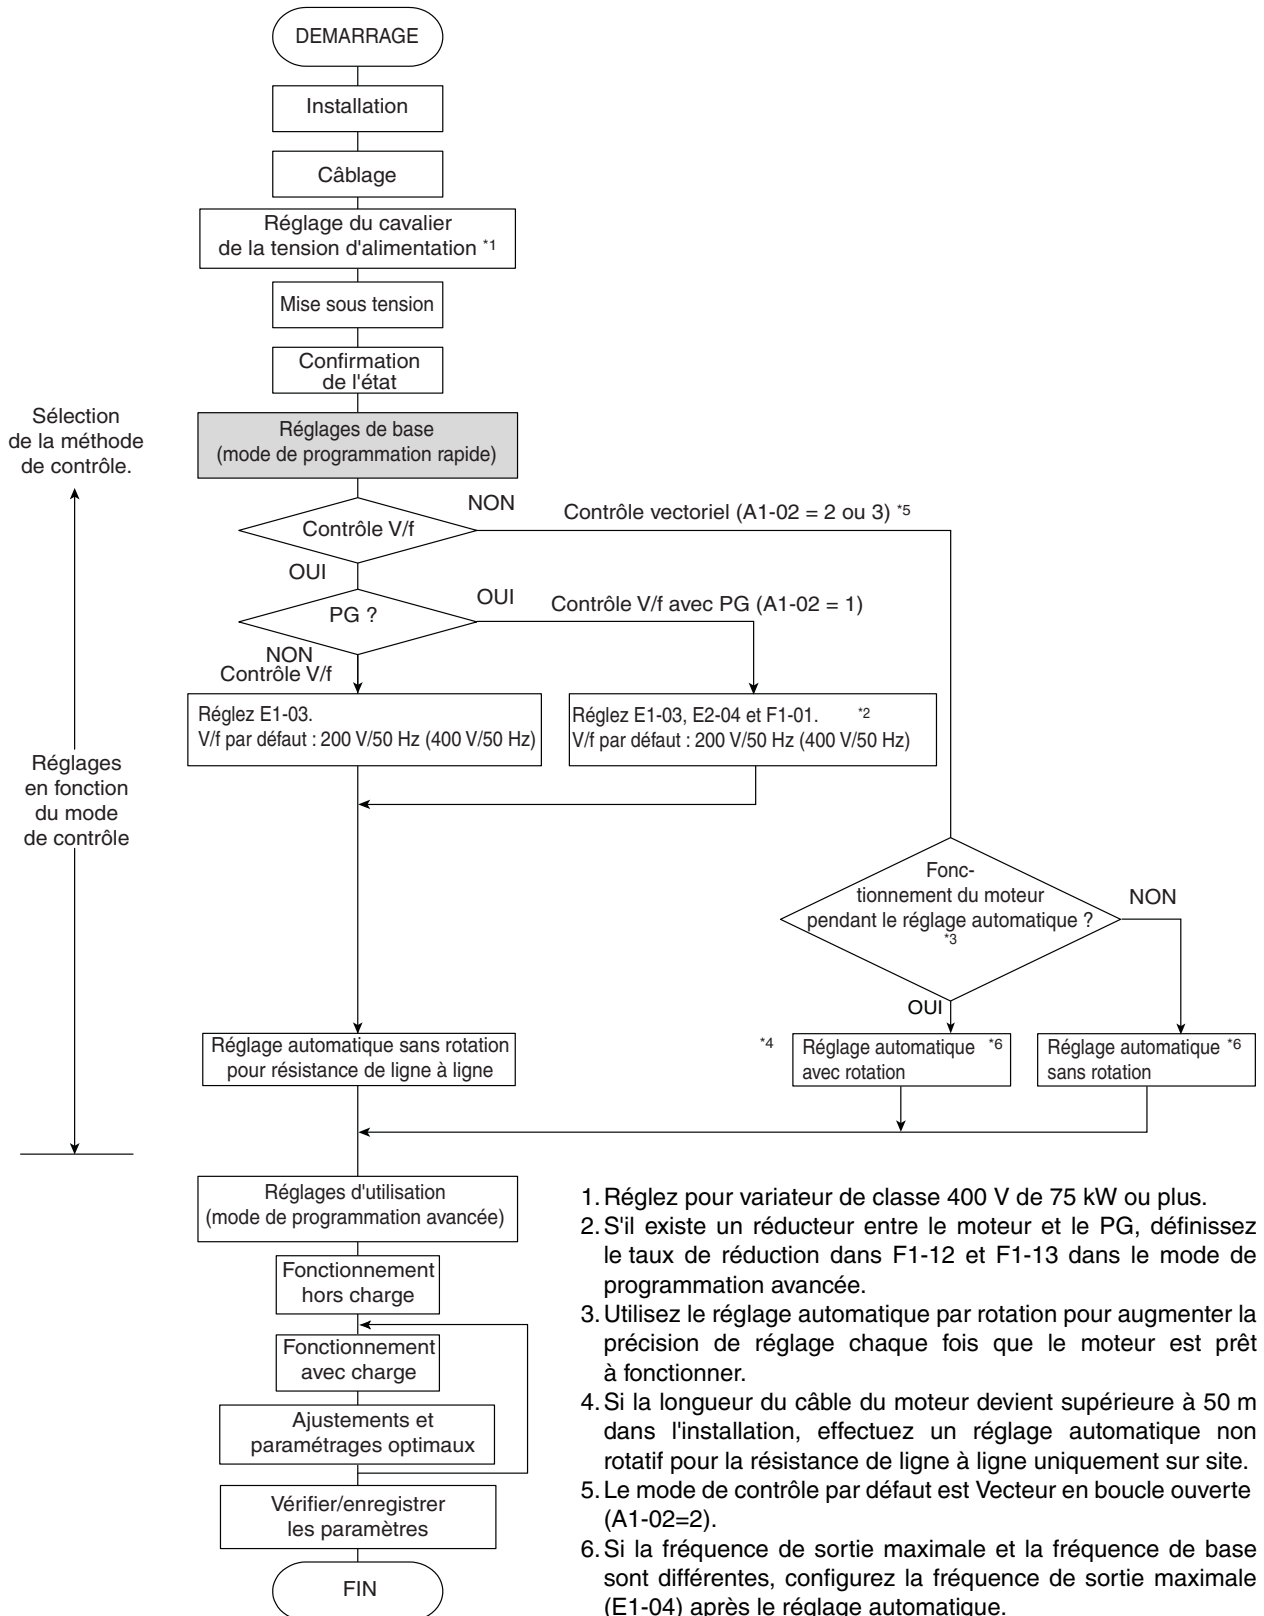 DEMARRAGE
Installation
Câblage
Réglage du cavalier
de la tension d'alimentation *1
Mise sous tension
Confirmation
de l'état
Sélection
de la méthode
de contrôle.
Réglages de base
(mode de programmation rapide)
NON
Contrôle vectoriel (A1-02 = 2 ou 3) *5
Contrôle V/f
OUI
PG ?
OUI
Contrôle V/f avec PG (A1-02 = 1)
NON
Contrôle V/f
Réglez E1-03.
V/f par défaut : 200 V/50 Hz (400 V/50 Hz)
Réglez E1-03, E2-04 et F1-01. *2
V/f par défaut : 200 V/50 Hz (400 V/50 Hz)
Réglages
en fonction
du mode
de contrôle
Fonc-
tionnement du moteur
pendant le réglage automatique ?
*3
NON
OUI
Réglage automatique sans rotation
pour résistance de ligne à ligne
*4
Réglage automatique *6
avec rotation
Réglage automatique *6
sans rotation
Réglages d'utilisation
(mode de programmation avancée)
Fonctionnement
hors charge
Fonctionnement
avec charge
Ajustements et
paramétrages optimaux
Vérifier/enregistrer
les paramètres
FIN
1. Réglez pour variateur de classe 400 V de 75 kW ou plus.
2. S'il existe un réducteur entre le moteur et le PG, définissez
le taux de réduction dans F1-12 et F1-13 dans le mode de
programmation avancée.
3. Utilisez le réglage automatique par rotation pour augmenter la
précision de réglage chaque fois que le moteur est prêt
à fonctionner.
4. Si la longueur du câble du moteur devient supérieure à 50 m
dans l'installation, effectuez un réglage automatique non
rotatif pour la résistance de ligne à ligne uniquement sur site.
5. Le mode de contrôle par défaut est Vecteur en boucle ouverte
(A1-02=2).
6. Si la fréquence de sortie maximale et la fréquence de base
sont différentes, configurez la fréquence de sortie maximale
(E1-04) après le réglage automatique.